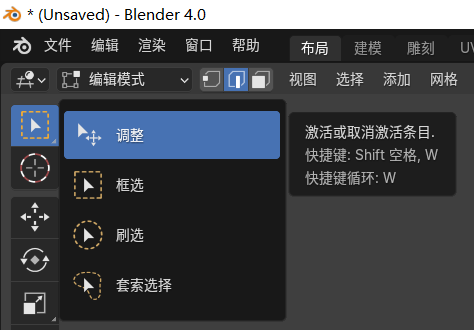 * (Unsaved) - Blender 4.0
文件 编辑 渲染 窗口 帮助 布局 建模 雕刻 UV
编辑模式 视图 选择 添加 网格
调整
框选
刷选
套索选择
激活或取消激活条目.
快捷键: Shift 空格, W
快捷键循环: W